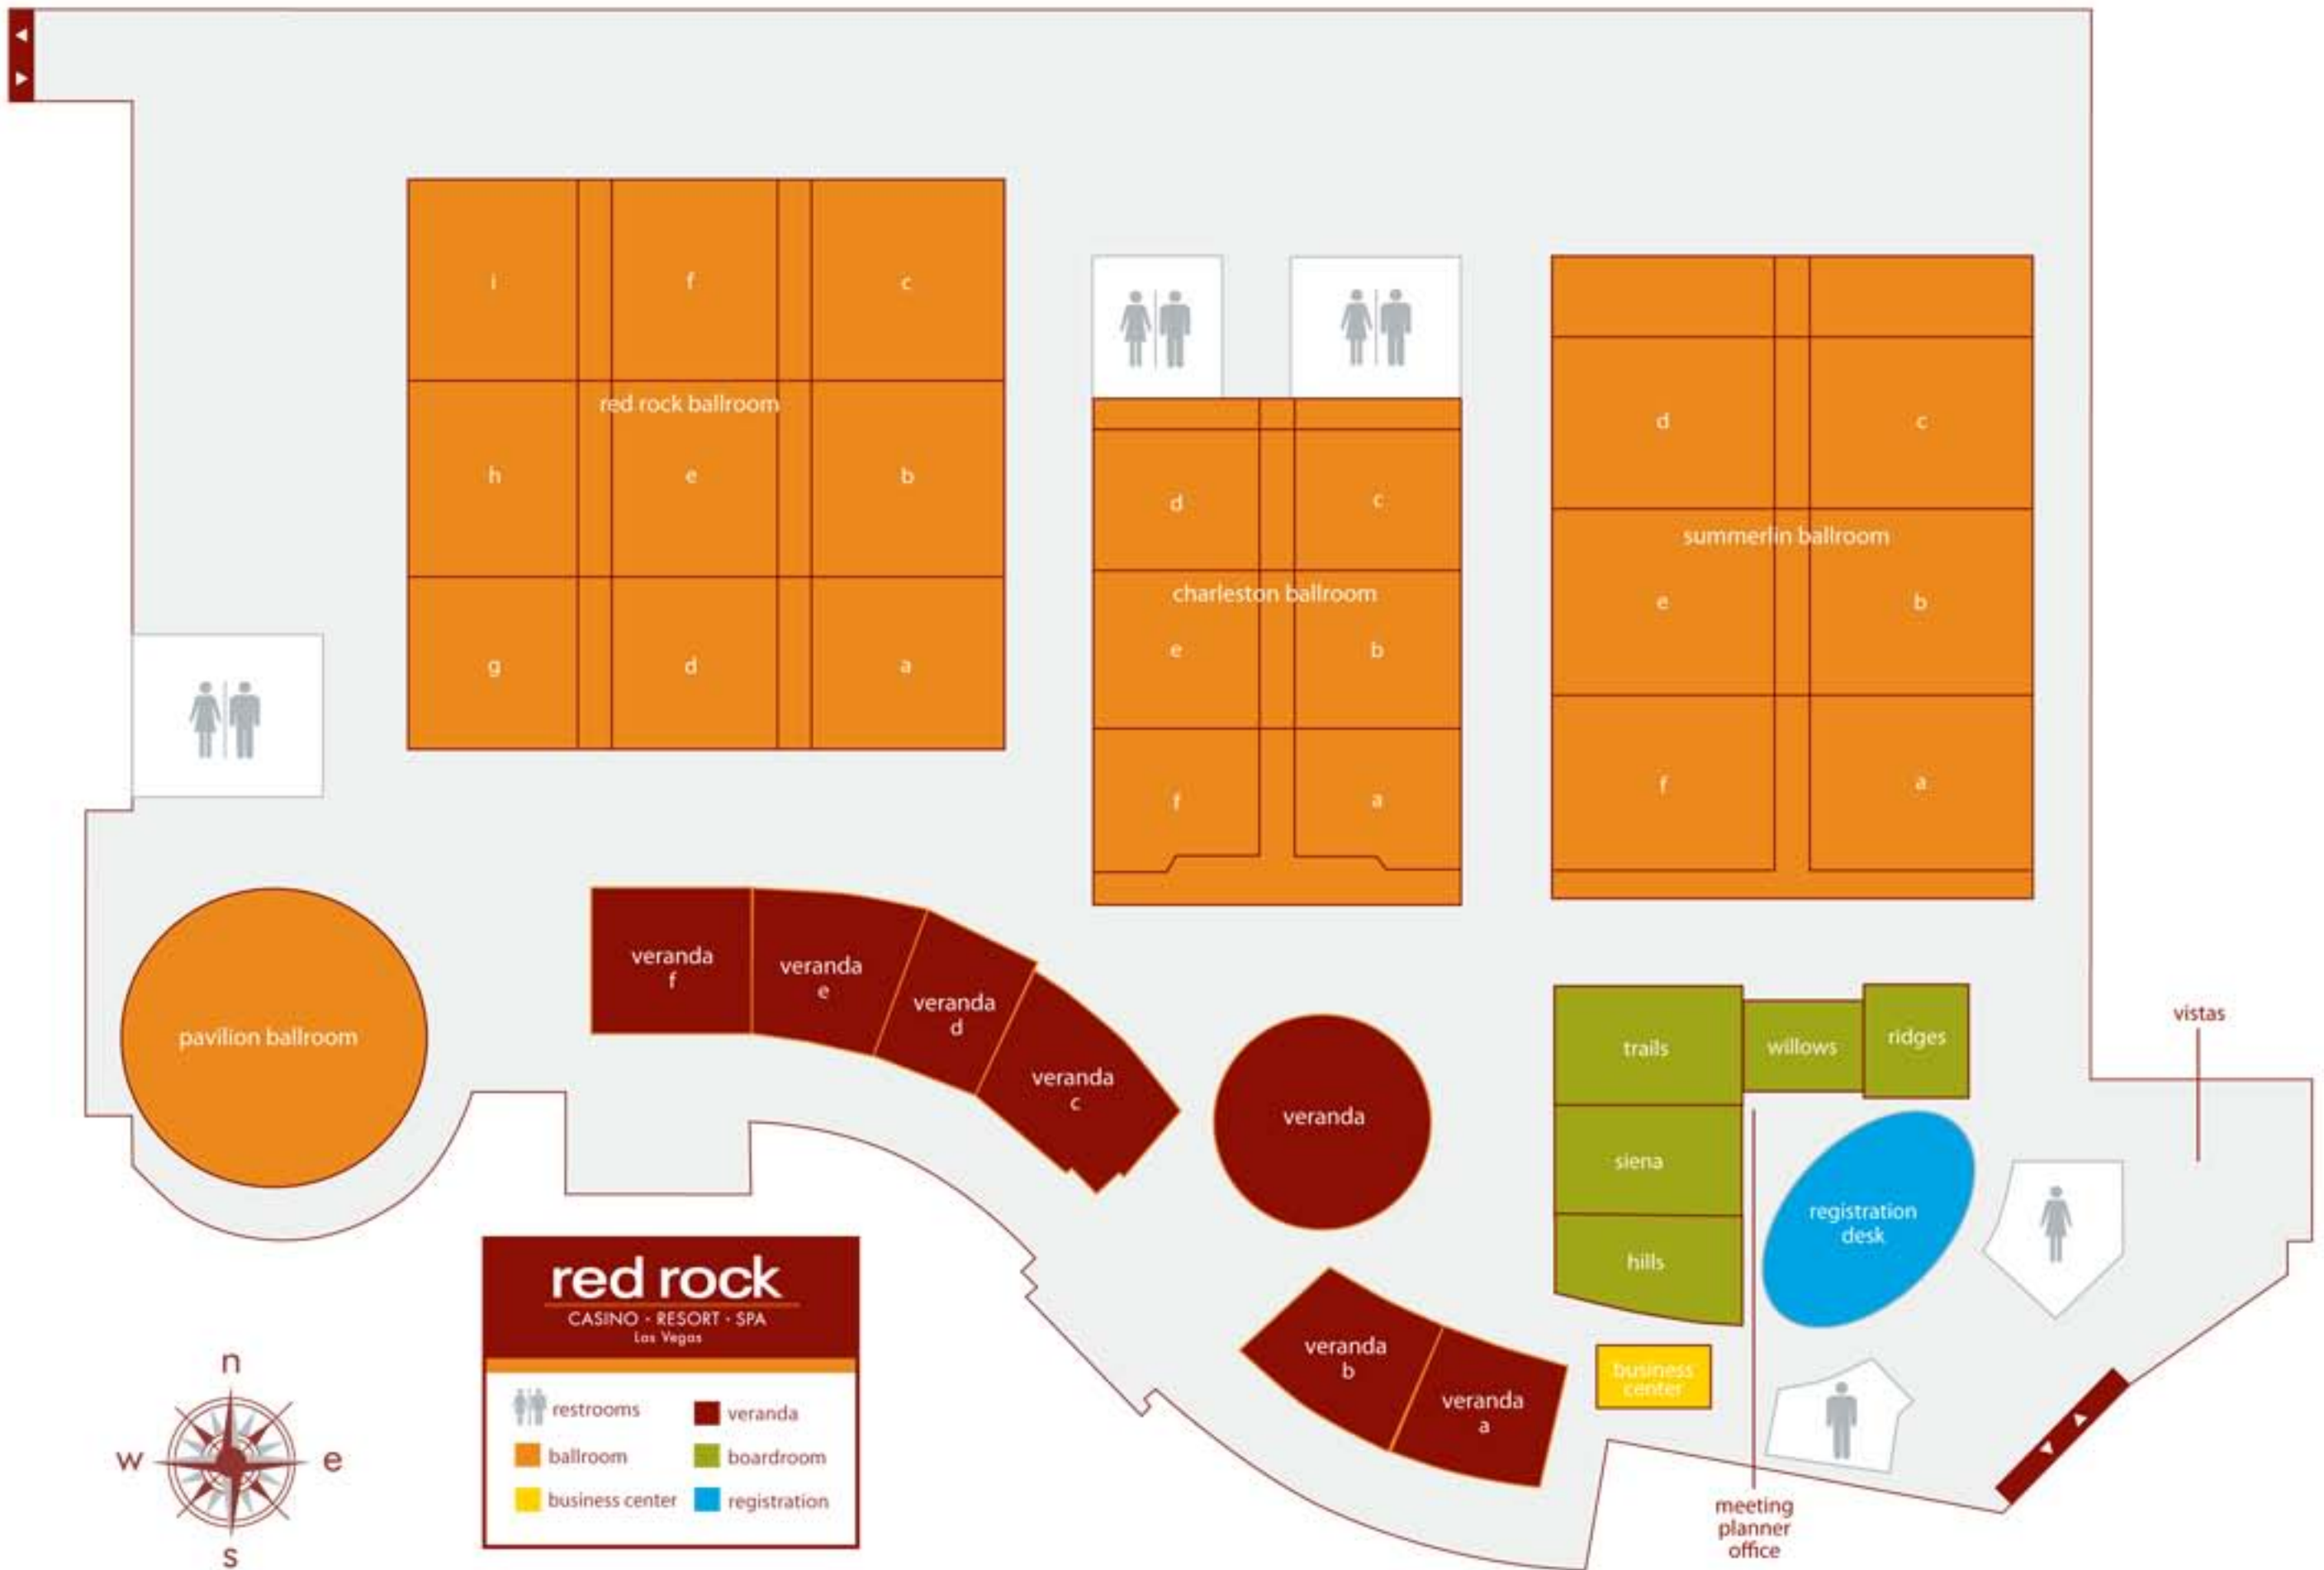 i
f
c
red rock ballroom
h
e
b
g
d
a
d
c
charleston ballroom
e
b
f
a
d
c
summerlin ballroom
e
b
f
a
pavilion ballroom
veranda
f
veranda
e
veranda
d
veranda
c
veranda
veranda
b
veranda
a
trails
willows
ridges
siena
hills
registration
desk
business
center
vistas
meeting
planner
office
red rock
CASINO · RESORT · SPA
Las Vegas
restrooms
veranda
ballroom
boardroom
business center
registration
n
w
e
s